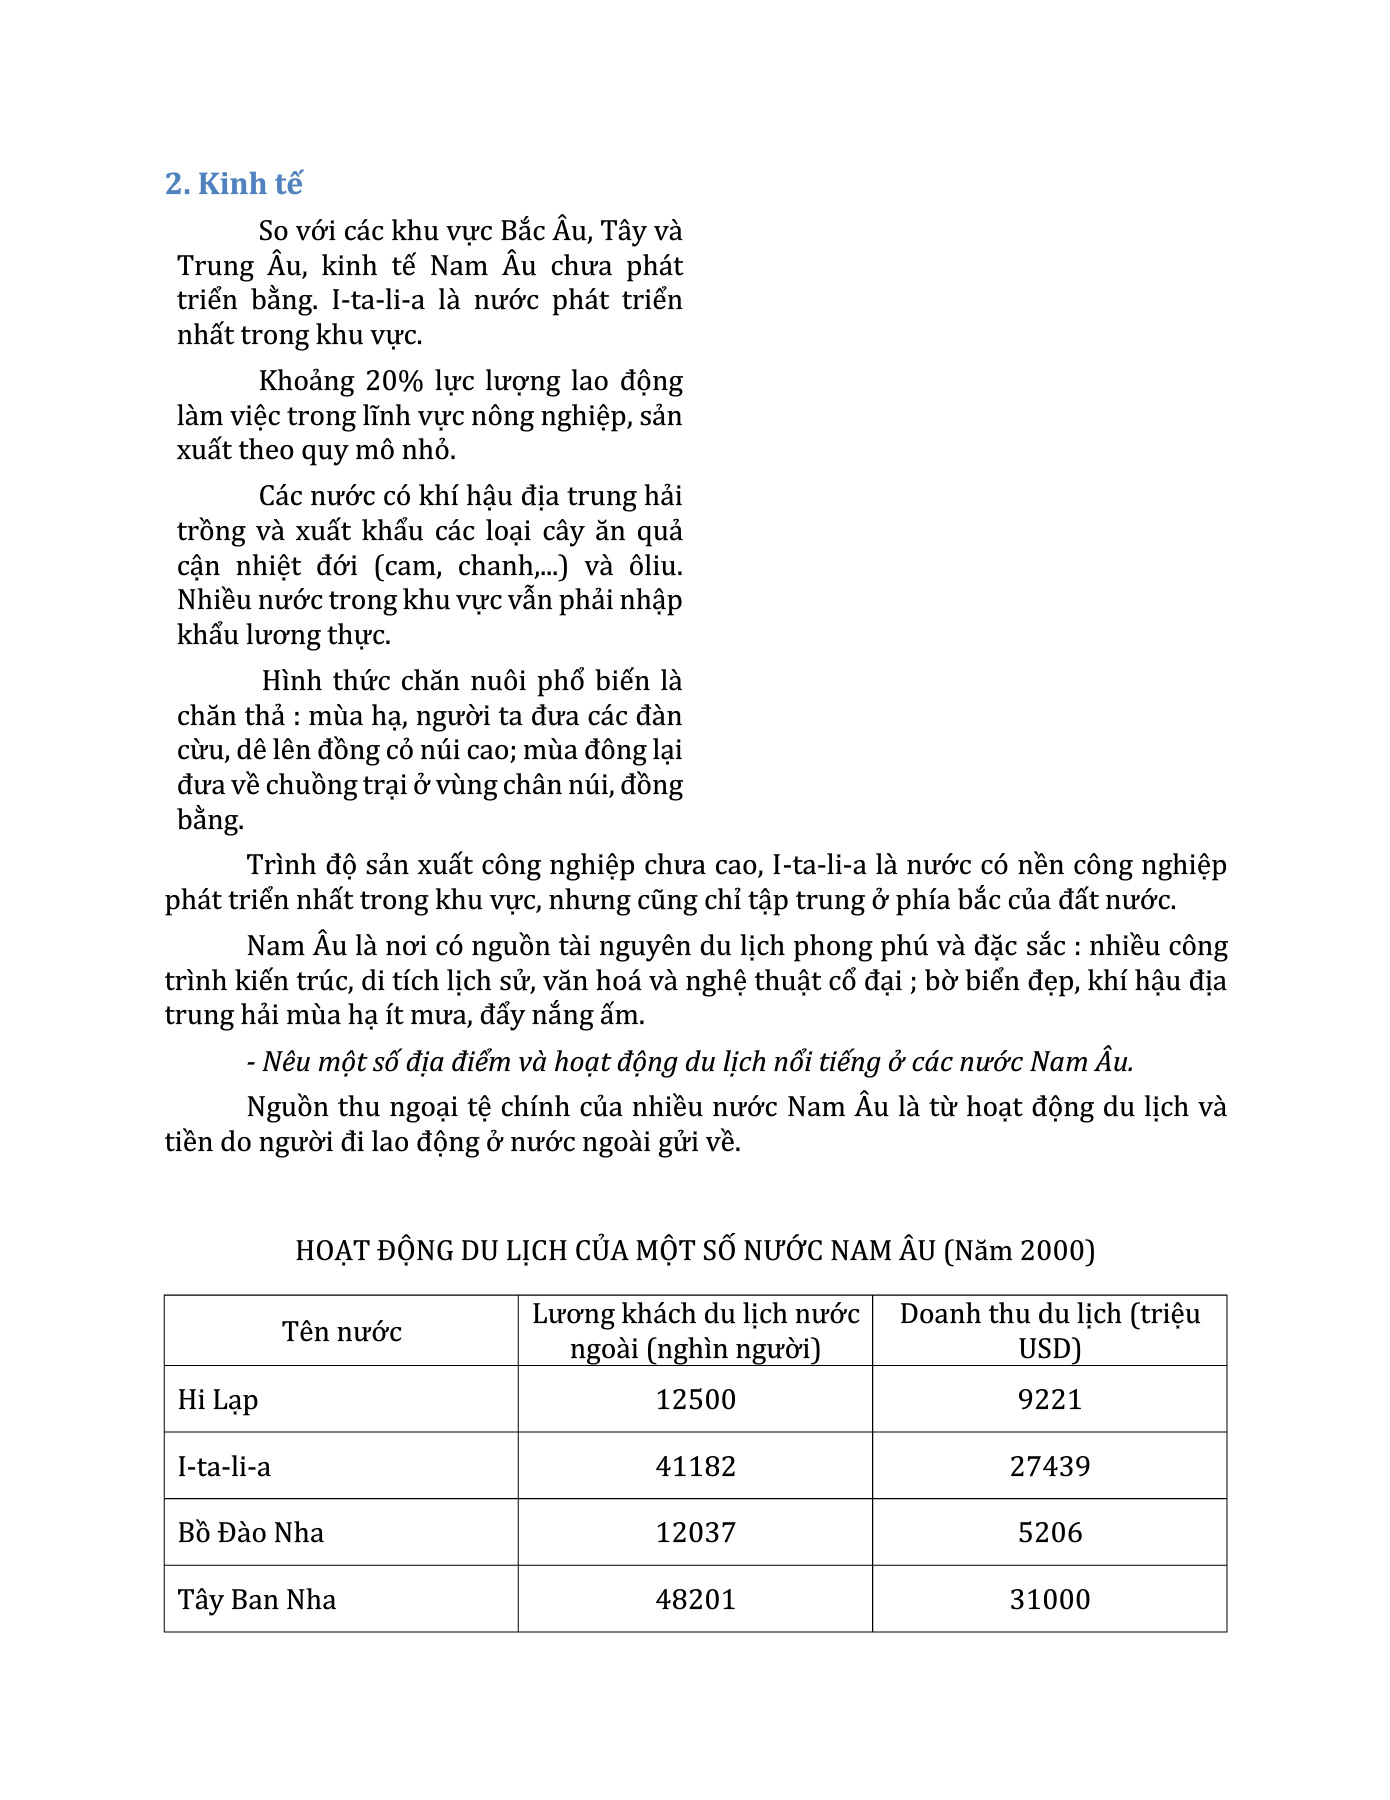 2. Kinh tế
So với các khu vực Bắc Âu, Tây và
Trung Âu, kinh tế Nam Âu chưa phát
triển bằng. I-ta-li-a là nước phát triển
nhất trong khu vực.
Khoảng 20% lực lượng lao động
làm việc trong lĩnh vực nông nghiệp, sản
xuất theo quy mô nhỏ.
Các nước có khí hậu địa trung hải
trồng và xuất khẩu các loại cây ăn quả
cận nhiệt đới (cam, chanh,...) và ôliu.
Nhiều nước trong khu vực vẫn phải nhập
khẩu lương thực.
Hình thức chăn nuôi phổ biến là
chăn thả : mùa hạ, người ta đưa các đàn
cừu, dê lên đồng cỏ núi cao; mùa đông lại
đưa về chuồng trại ở vùng chân núi, đồng
bằng.
Trình độ sản xuất công nghiệp chưa cao, I-ta-li-a là nước có nền công nghiệp
phát triển nhất trong khu vực, nhưng cũng chỉ tập trung ở phía bắc của đất nước.
Nam Âu là nơi có nguồn tài nguyên du lịch phong phú và đặc sắc : nhiều công
trình kiến trúc, di tích lịch sử, văn hoá và nghệ thuật cổ đại ; bờ biển đẹp, khí hậu địa
trung hải mùa hạ ít mưa, đẩy nắng ấm.
- Nêu một số địa điểm và hoạt động du lịch nổi tiếng ở các nước Nam Âu.
Nguồn thu ngoại tệ chính của nhiều nước Nam Âu là từ hoạt động du lịch và
tiền do người đi lao động ở nước ngoài gửi về.
HOẠT ĐỘNG DU LỊCH CỦA MỘT SỐ NƯỚC NAM ÂU (Năm 2000)
Tên nước
Lương khách du lịch nước
ngoài (nghìn người)
Doanh thu du lịch (triệu
USD)
Hi Lạp 12500 9221
I-ta-li-a 41182 27439
Bồ Đào Nha 12037 5206
Tây Ban Nha 48201 31000